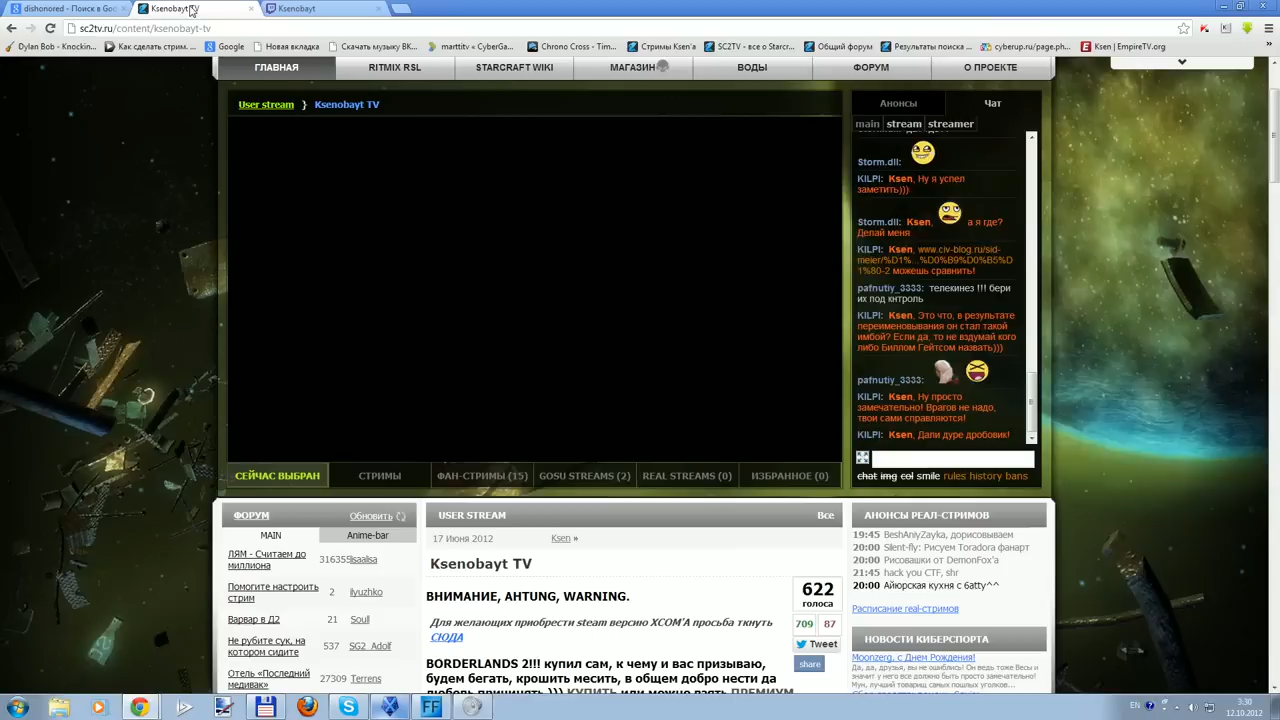 dishonored - Поиск в Goo
Ksenobayt TV
Ksenobayt
sc2tv.ru/content/ksenobayt-tv
Dylan Bob - Knockin...
Как сделать стрим. ...
Google
Новая вкладка
Скачать музыку ВК...
marttitv « CyberGa...
Chrono Cross - Tim...
Стримы Ksen'a
SC2TV - все о Starcr...
Общий форум
Результаты поиска ...
cyberup.ru/page.ph...
Ksen | EmpireTV.org
ГЛАВНАЯ
RITMIX RSL
STARCRAFT WIKI
МАГАЗИН
ВОДЫ
ФОРУМ
О ПРОЕКТЕ
User stream } Ksenobayt TV
Анонсы
Чат
main stream streamer
Storm.dll:
KILPI: Ksen, Ну я успел
заметить)))
Storm.dll: Ksen, а я где?
Делай меня
KILPI: Ksen, www.civ-blog.ru/sid-
meier/%D1%...%D0%B9%D0%B5%D
1%80-2 можешь сравнить!
pafnutiy_3333: телекинез !!! бери
их под кнтроль
KILPI: Ksen, Это что, в результате
переименовывания он стал такой
имбой? Если да, то не вздумай кого
либо Биллом Гейтсом назвать)))
pafnutiy_3333:
KILPI: Ksen, Ну просто
замечательно! Врагов не надо,
твои сами справляются!
KILPI: Ksen, Дали дуре дробовик!
chat img col smile rules history bans
СЕЙЧАС ВЫБРАН
СТРИМЫ
ФАН-СТРИМЫ (15)
GOSU STREAMS (2)
REAL STREAMS (0)
ИЗБРАННОЕ (0)
ФОРУМ
Обновить
MAIN
Anime-bar
ЛЯМ - Считаем до
миллиона
316355
isaalisa
Помогите настроить
стрим
2
ilyuzhko
Варвар в Д2
21
Soull
Не рубите сук, на
котором сидите
537
SG2_Adolf
Отель «Последний
медивак»
27309
Terrens
USER STREAM
Все
17 Июня 2012
Ksen »
Ksenobayt TV
ВНИМАНИЕ, AHTUNG, WARNING.
Для желающих приобрести steam версию XCOM'А просьба ткнуть
СЮДА
BORDERLANDS 2!!! купил сам, к чему и вас призываю,
будем бегать, крошить месить, в общем добро нести да
любовь причинять ))) КУПИТЬ или можно взять ПРЕМИУМ
622
голоса
709
87
Tweet
share
АНОНСЫ РЕАЛ-СТРИМОВ
19:45 BeshAniyZayka, дорисовываем
20:00 Silent-fly: Рисуем Toradora фанарт
20:00 Рисовашки от DemonFox'a
21:45 hack you CTF, shr
20:00 Айюрская кухня с 6atty^^
Расписание real-стримов
НОВОСТИ КИБЕРСПОРТА
Moonzerg, с Днем Рождения!
Да, да, друзья, вы не ошиблись! Он ведь тоже Весы и
значит у него все должно быть просто замечательно.
Мун, лучший тамаец самых пошлых уголков...
EN
3:30
12.10.2012